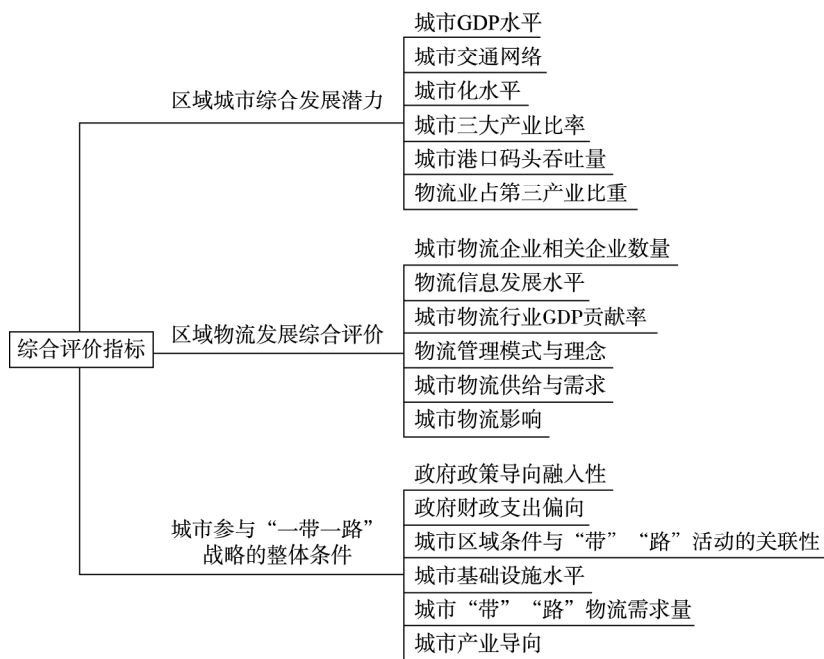 综合评价指标
区域城市综合发展潜力
城市GDP水平
城市交通网络
城市化水平
城市三大产业比率
城市港口码头吞吐量
物流业占第三产业比重
区域物流发展综合评价
城市物流企业相关企业数量
物流信息发展水平
城市物流行业GDP贡献率
物流管理模式与理念
城市物流供给与需求
城市物流影响
城市参与“一带一路”
战略的整体条件
政府政策导向融入性
政府财政支出偏向
城市区域条件与“带”“路”活动的关联性
城市基础设施水平
城市“带”“路”物流需求量
城市产业导向